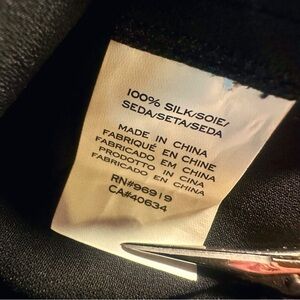 100% SILK/SOIE/
SEDA/SETA/SEDA
MADE IN CHINA
FABRIQUÉ EN CHINE
FABRICADO EM CHINA
PRODOTTO IN CINA
FABRICADO EN CHINA
RN#96919
CA#40634